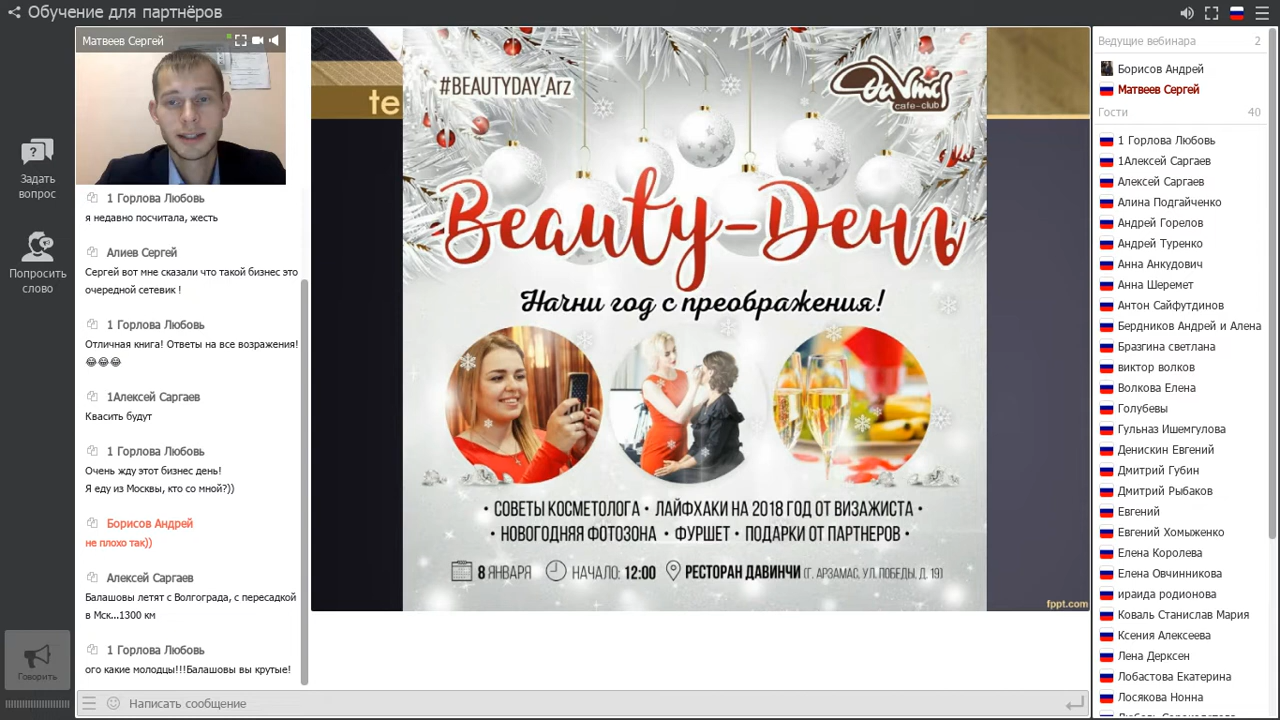 Обучение для партнёров
Матвеев Сергей
Задать
вопрос
Попросить
слово
Говорить
1 Горлова Любовь
я недавно посчитала, жесть
Алиев Сергей
Сергей вот мне сказали что такой бизнес это
очередной сетевик !
1 Горлова Любовь
Отличная книга! Ответы на все возражения!
😂😂😂
1Алексей Саргаев
Квасить будут
1 Горлова Любовь
Очень жду этот бизнес день!
Я еду из Москвы, кто со мной?))
Борисов Андрей
не плохо так))
Алексей Саргаев
Балашовы летят с Волгограда, с пересадкой
в Мск...1300 км
1 Горлова Любовь
ого какие молодцы!!!Балашовы вы крутые!
Написать сообщение
te
#BEAUTYDAY_Arz
DaVinci
cafe-club
Beauty-День
Начни год с преображения!
• СОВЕТЫ КОСМЕТОЛОГА • ЛАЙФХАКИ НА 2018 ГОД ОТ ВИЗАЖИСТА •
• НОВОГОДНЯЯ ФОТОЗОНА • ФУРШЕТ • ПОДАРКИ ОТ ПАРТНЕРОВ •
8 ЯНВАРЯ НАЧАЛО: 12:00 РЕСТОРАН ДАВИНЧИ (Г. АРЗАМАС, УЛ. ПОБЕДЫ, Д. 19)
fppt.com
Ведущие вебинара 2
Борисов Андрей
Матвеев Сергей
Гости 40
1 Горлова Любовь
1Алексей Саргаев
Алексей Саргаев
Алина Подгайченко
Андрей Горелов
Андрей Туренко
Анна Анкудович
Анна Шеремет
Антон Сайфутдинов
Бердников Андрей и Алена
Бразгина светлана
виктор волков
Волкова Елена
Голубевы
Гульназ Ишемгулова
Денискин Евгений
Дмитрий Губин
Дмитрий Рыбаков
Евгений
Евгений Хомыженко
Елена Королева
Елена Овчинникова
ираида родионова
Коваль Станислав Мария
Ксения Алексеева
Лена Дерксен
Лобастова Екатерина
Лосякова Нонна